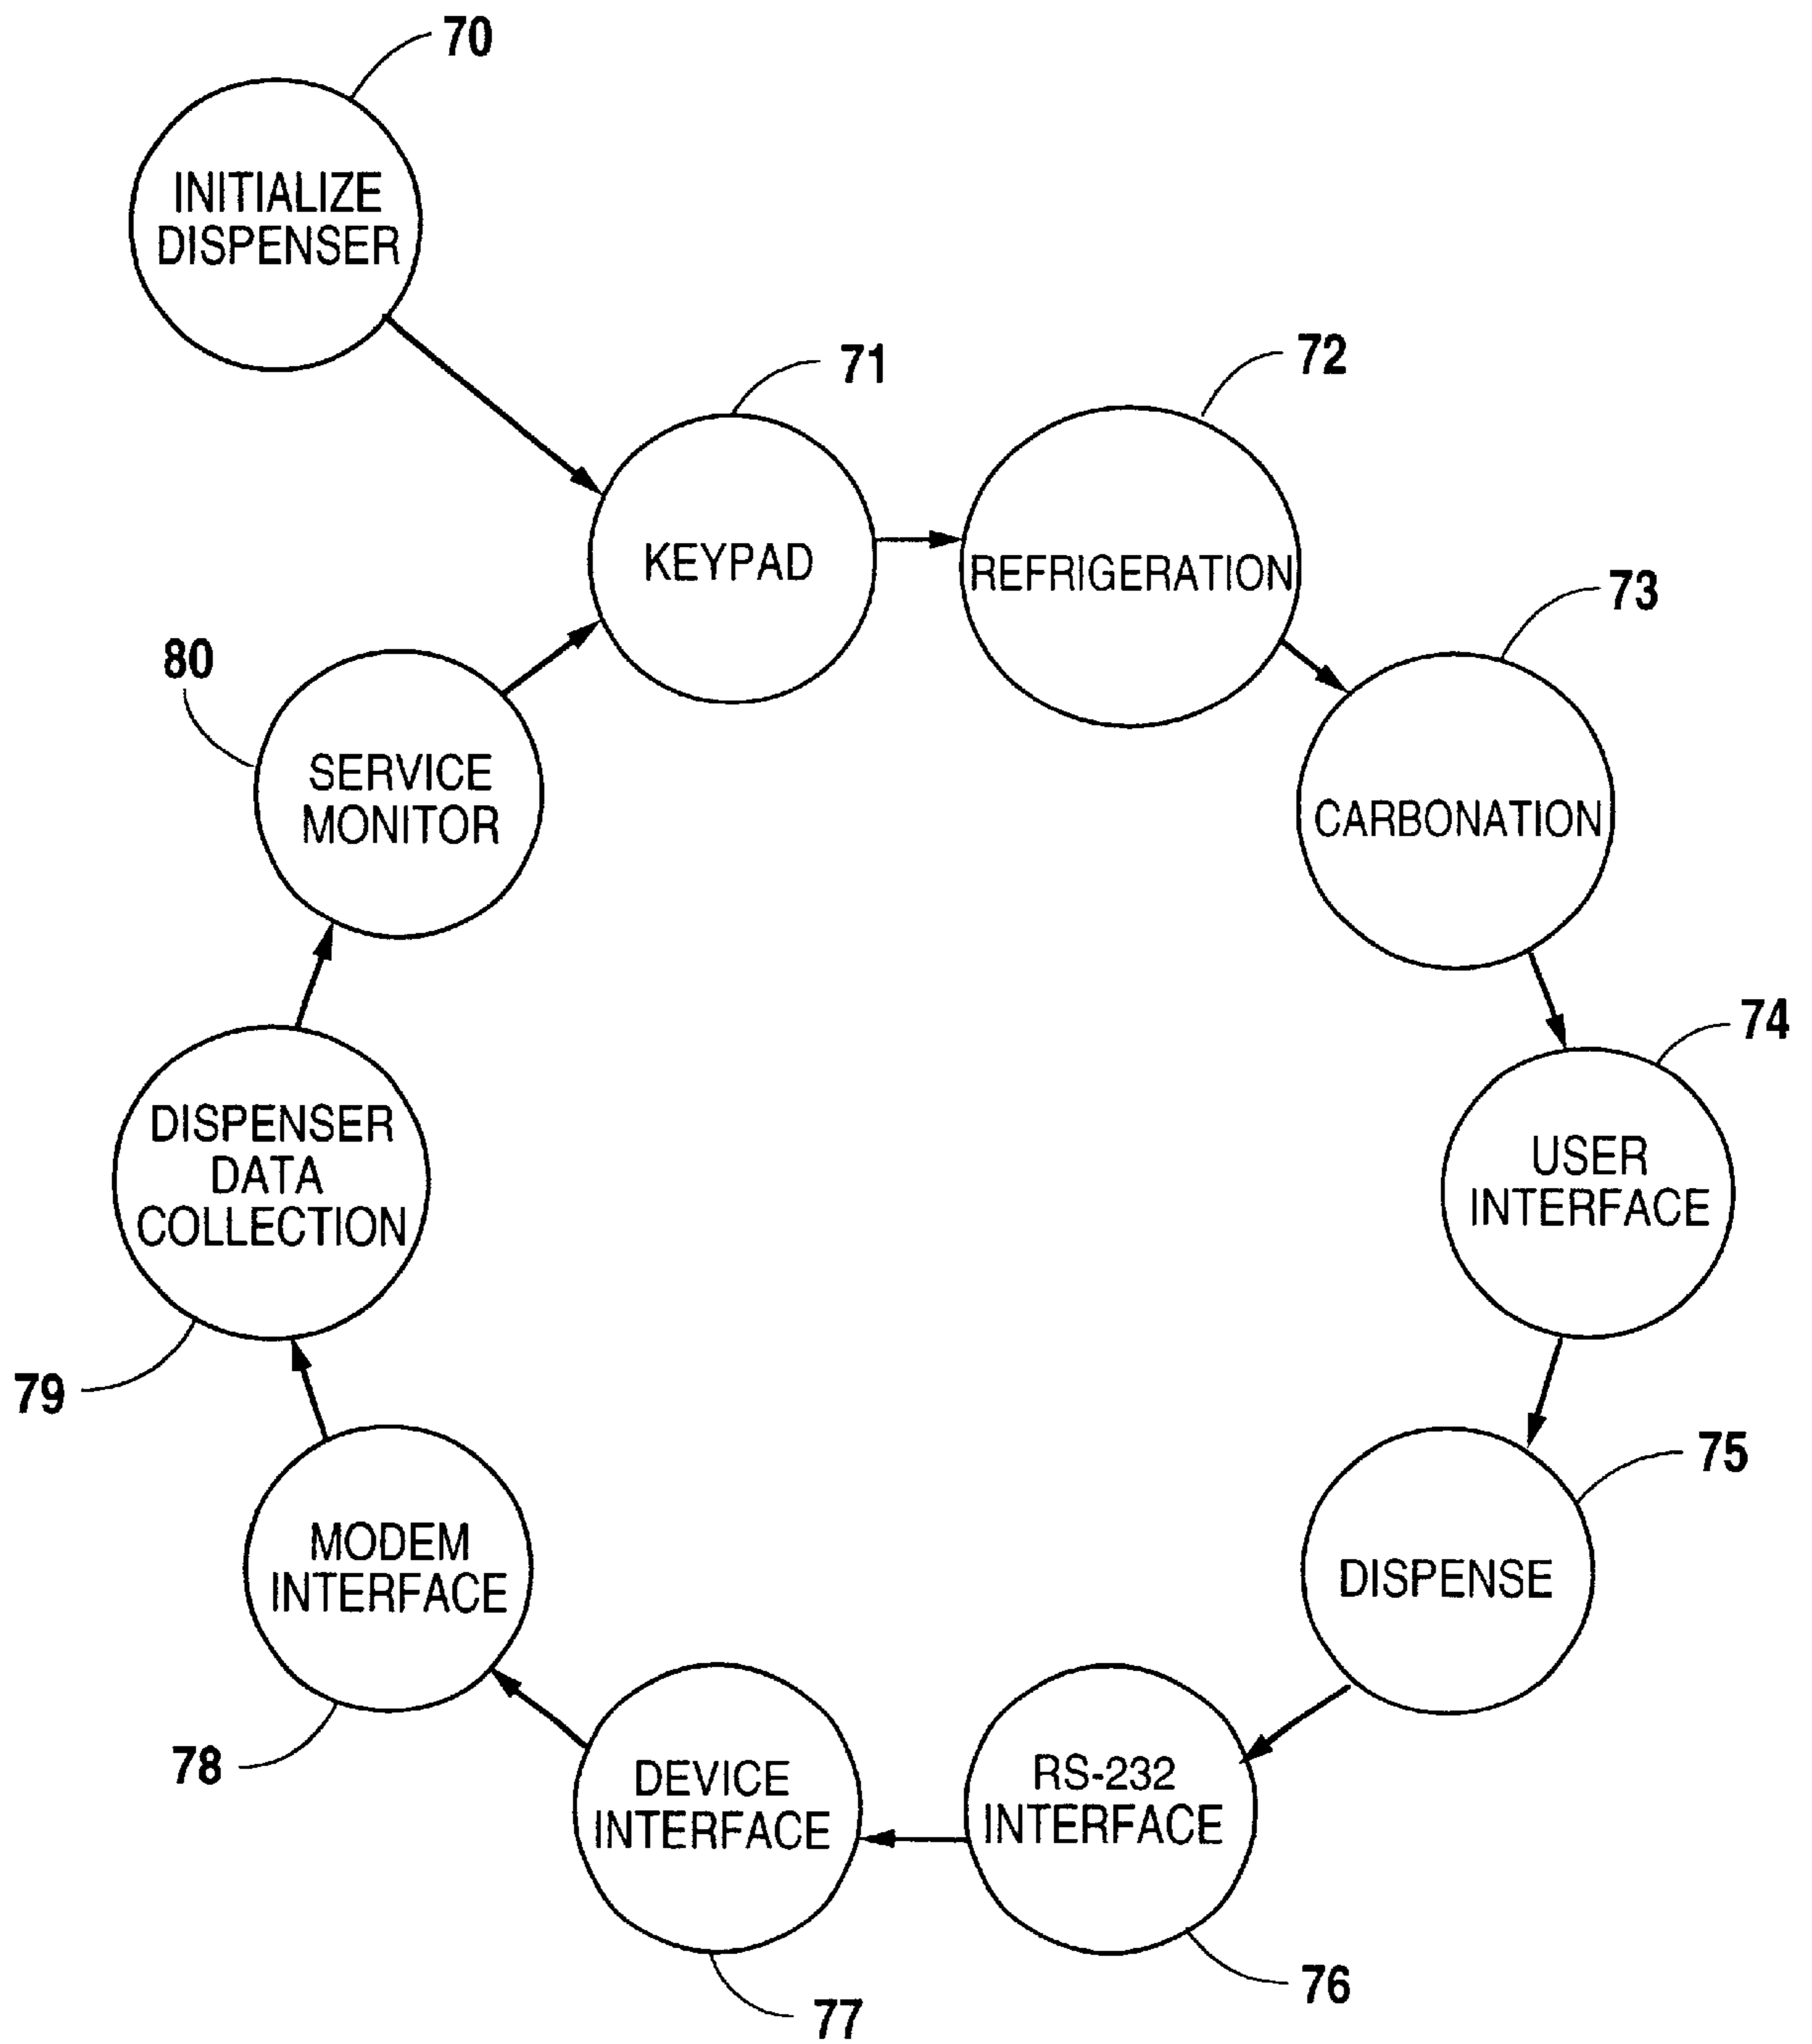 70
INITIALIZE
DISPENSER
71
KEYPAD
72
REFRIGERATION
73
CARBONATION
80
SERVICE
MONITOR
74
USER
INTERFACE
DISPENSER
DATA
COLLECTION
79
75
DISPENSE
MODEM
INTERFACE
78
DEVICE
INTERFACE
77
RS-232
INTERFACE
76